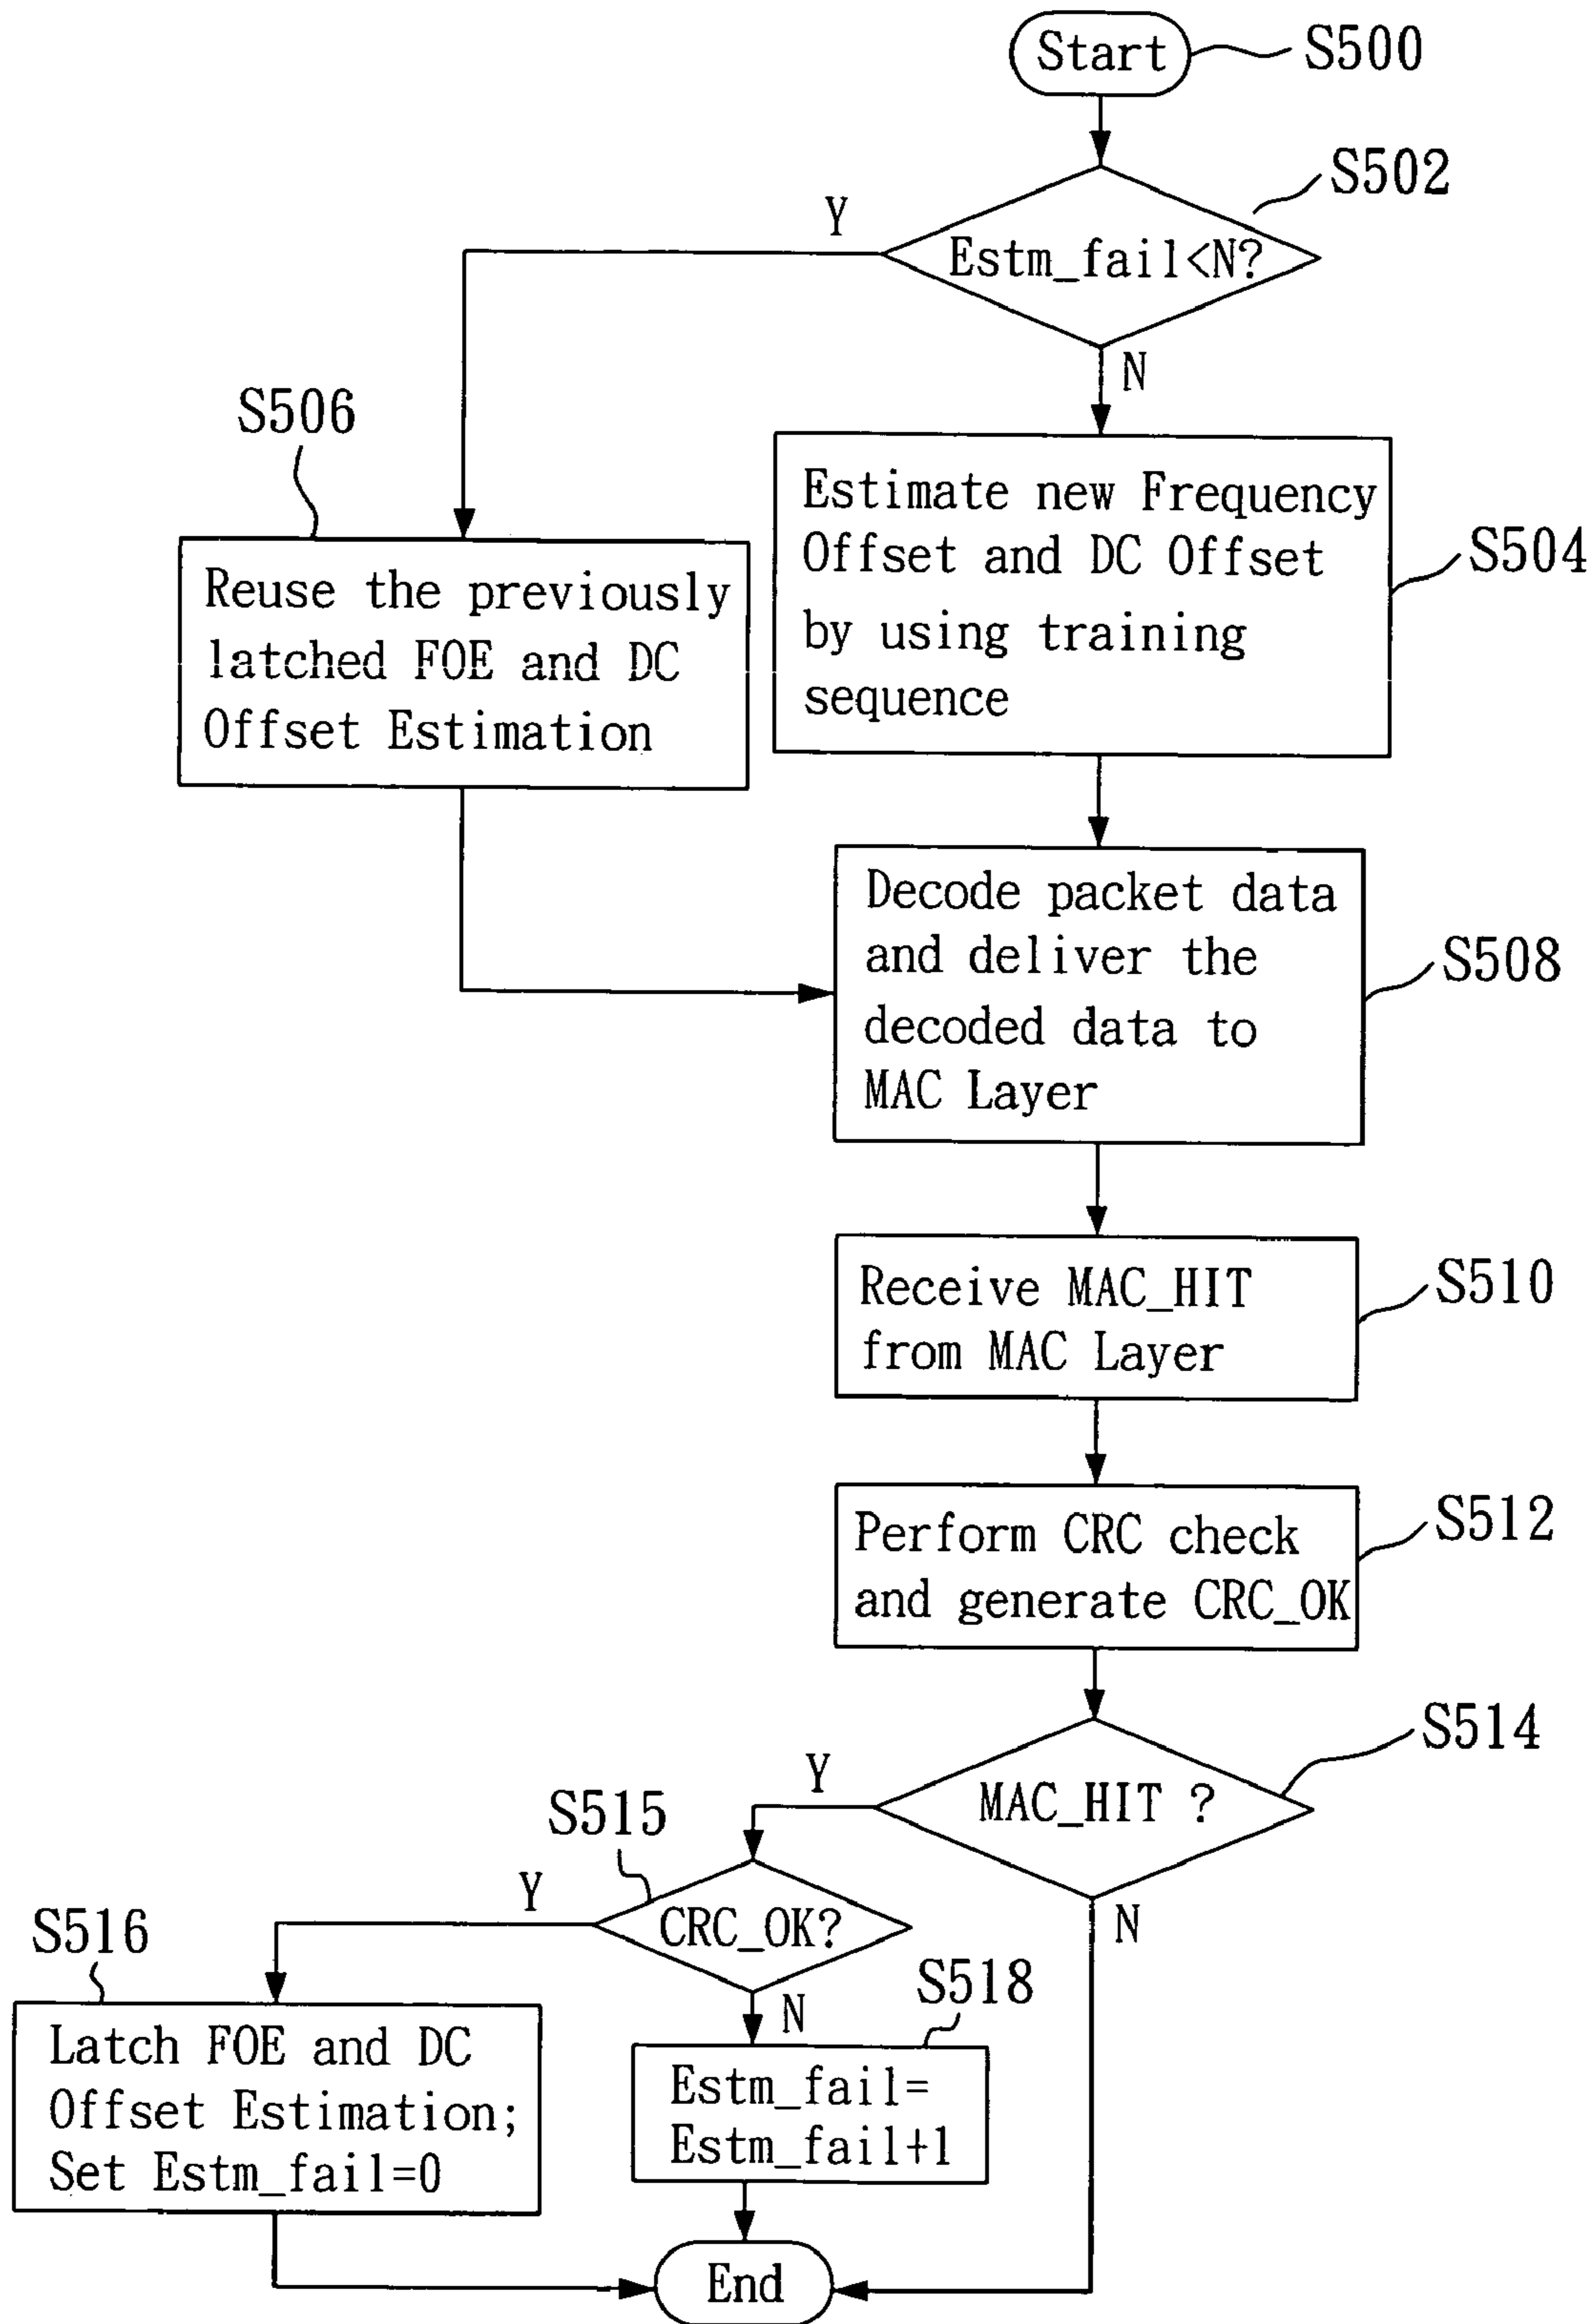 Start
S500
S502
Y
Estm_fail<N?
N
S506
Estimate new Frequency
Offset and DC Offset
by using training
sequence
S504
Reuse the previously
latched FOE and DC
Offset Estimation
Decode packet data
and deliver the
decoded data to
MAC Layer
S508
Receive MAC_HIT
from MAC Layer
S510
Perform CRC check
and generate CRC_OK
S512
S514
Y
MAC_HIT ?
N
S515
Y
CRC_OK?
N
S516
Latch FOE and DC
Offset Estimation;
Set Estm_fail=0
S518
Estm_fail=
Estm_fail+1
End